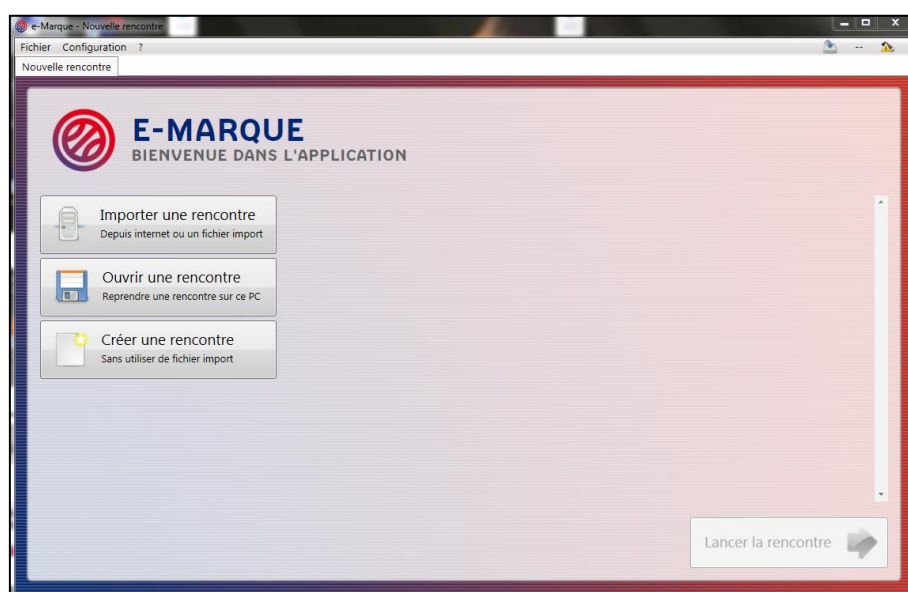 e-Marque - Nouvelle rencontre
Fichier Configuration ?
--
Nouvelle rencontre
E-MARQUE
BIENVENUE DANS L'APPLICATION
Importer une rencontre
Depuis internet ou un fichier import
Ouvrir une rencontre
Reprendre une rencontre sur ce PC
Créer une rencontre
Sans utiliser de fichier import
Lancer la rencontre